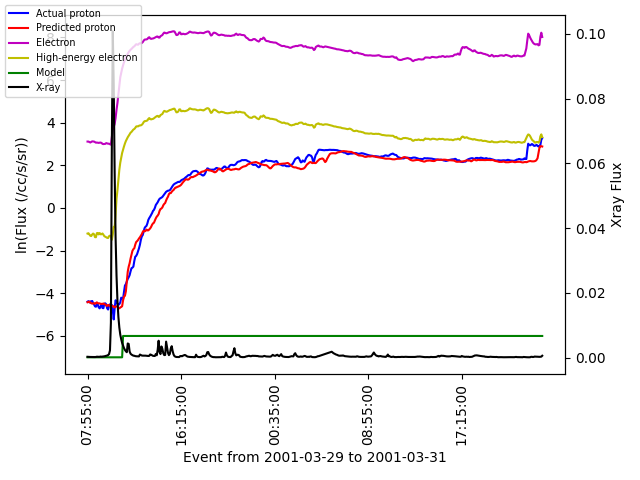 Actual proton
Predicted proton
Electron
High-energy electron
Model
X-ray
8
6
4
2
0
−2
−4
−6
ln(Flux (/cc/s/sr))
0.10
0.08
0.06
0.04
0.02
0.00
Xray Flux
07:55:00
16:15:00
00:35:00
08:55:00
17:15:00
Event from 2001-03-29 to 2001-03-31